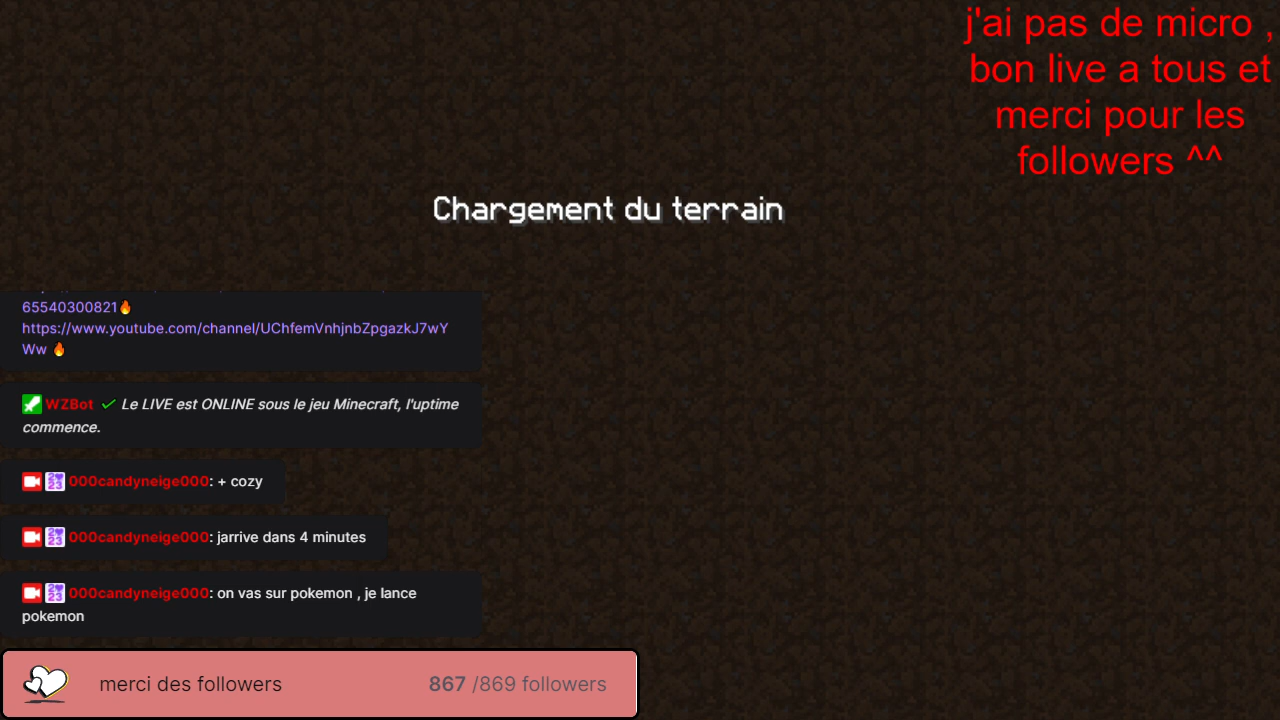 j'ai pas de micro ,
bon live a tous et
merci pour les
followers ^^
Chargement du terrain
65540300821🔥
https://www.youtube.com/channel/UChfemVnhjnbZpgazkJ7wY
Ww 🔥
WZBot ✓ Le LIVE est ONLINE sous le jeu Minecraft, l'uptime
commence.
000candyneige000: + cozy
000candyneige000: jarrive dans 4 minutes
000candyneige000: on vas sur pokemon , je lance
pokemon
merci des followers 867 /869 followers